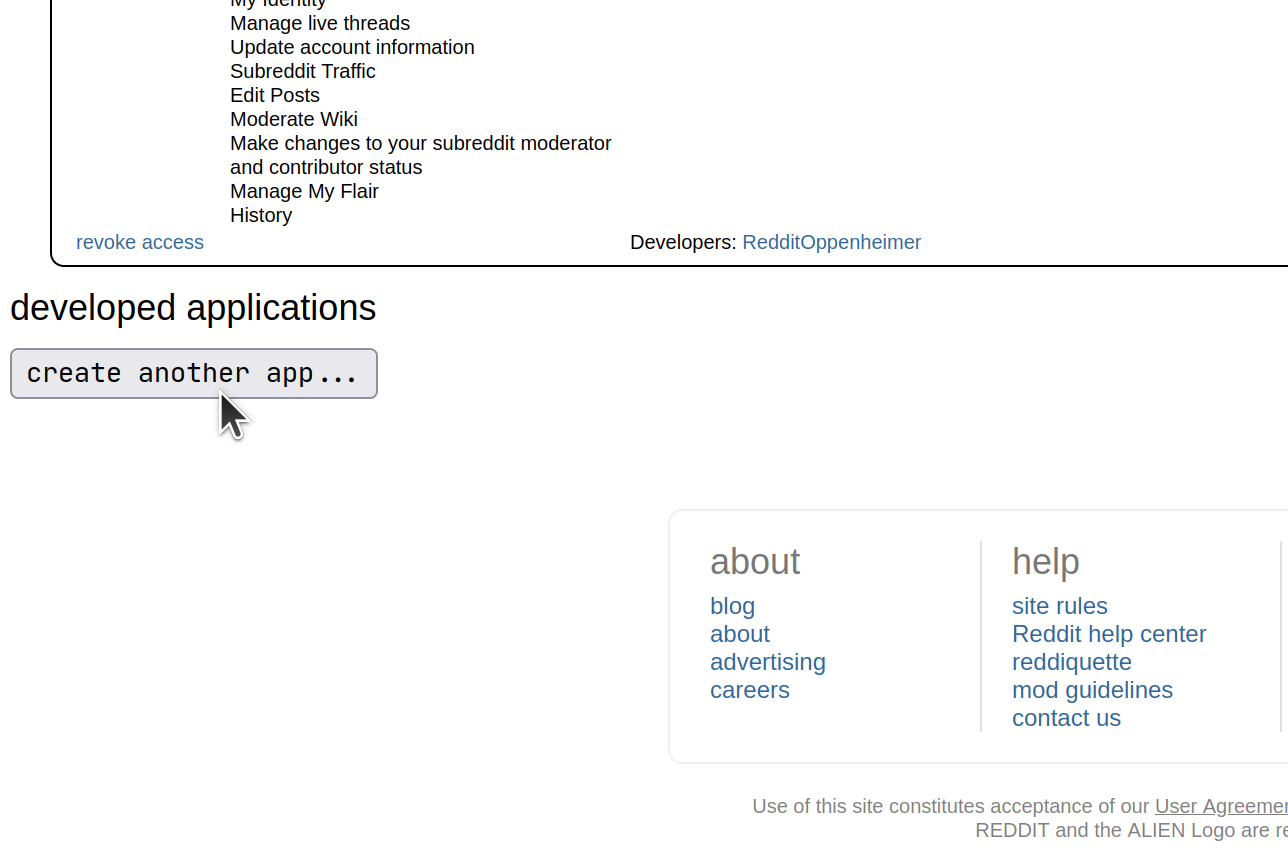 My Identity
Manage live threads
Update account information
Subreddit Traffic
Edit Posts
Moderate Wiki
Make changes to your subreddit moderator
and contributor status
Manage My Flair
History
revoke access
Developers: RedditOppenheimer
developed applications
create another app...
about
blog
about
advertising
careers
help
site rules
Reddit help center
reddiquette
mod guidelines
contact us
Use of this site constitutes acceptance of our User
REDDIT and the ALIEN Logo are